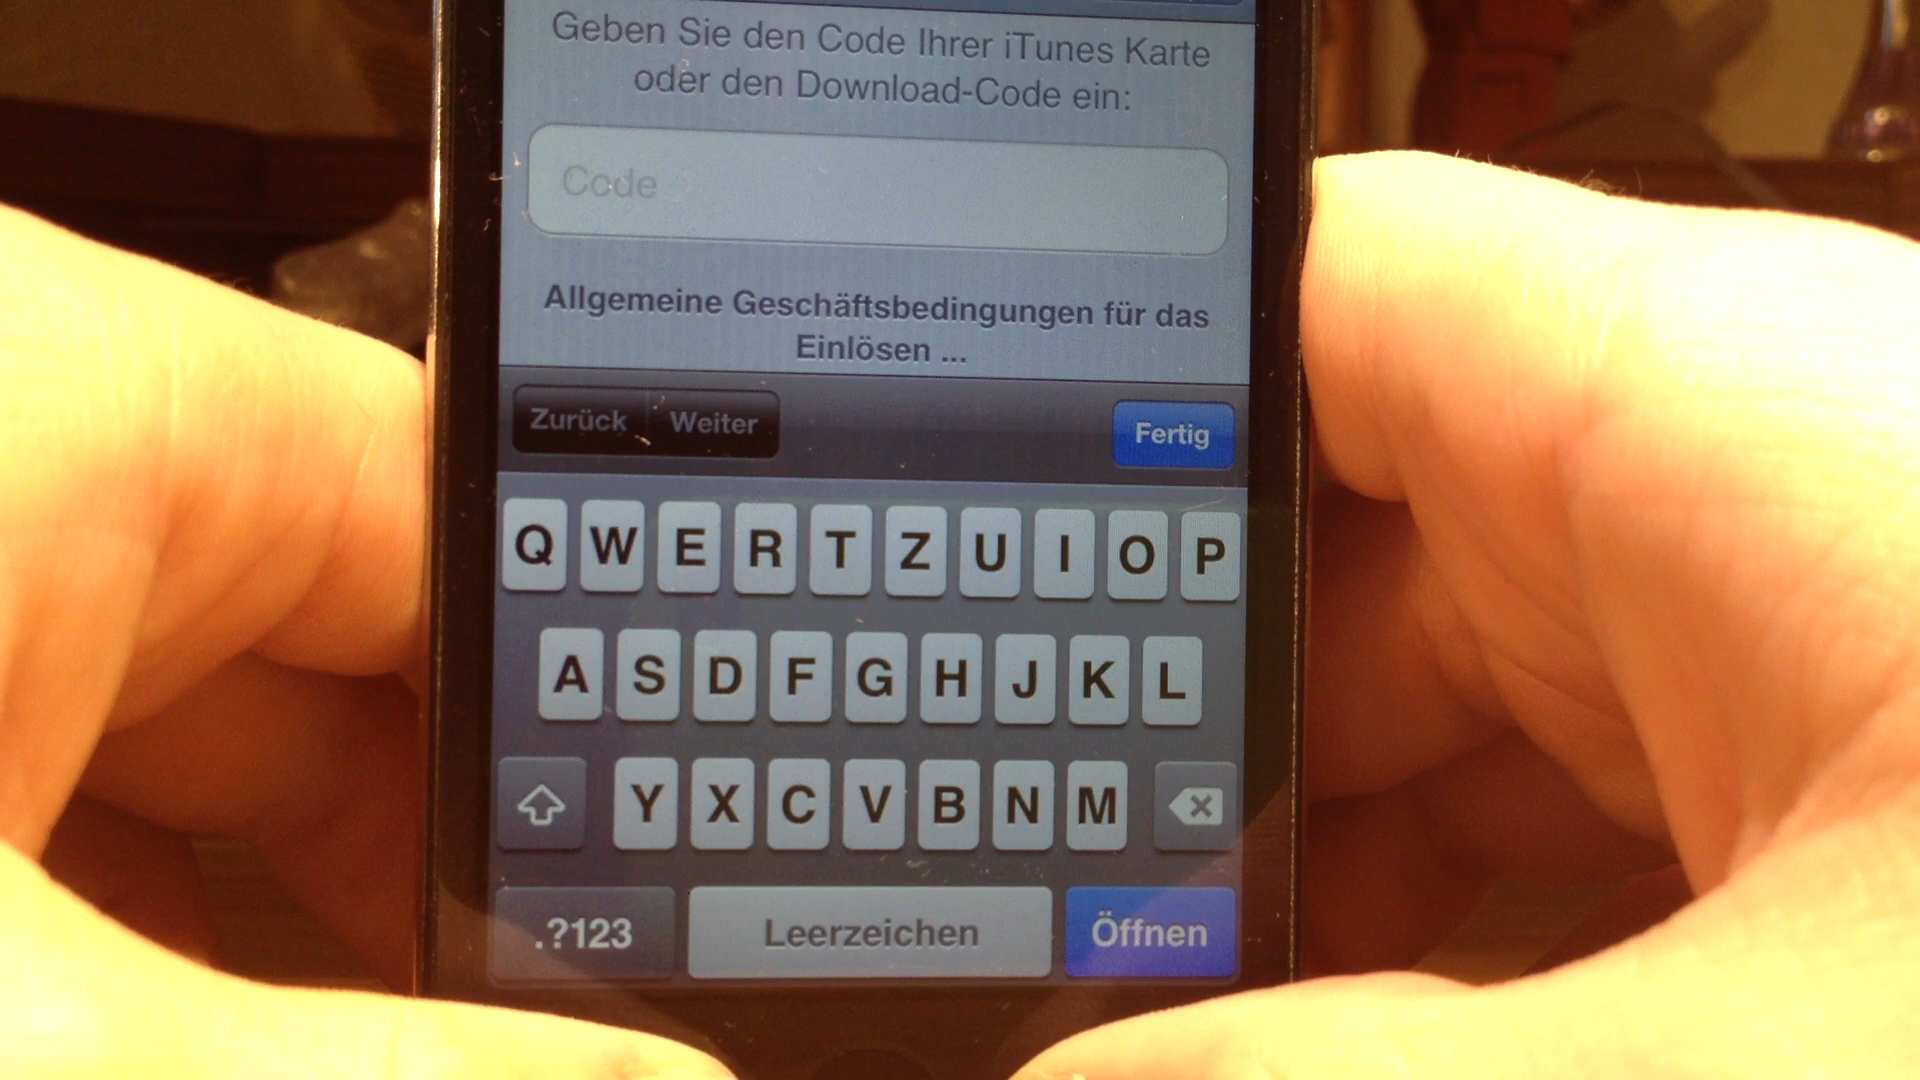 Geben Sie den Code Ihrer iTunes Karte
oder den Download-Code ein:
Code
Allgemeine Geschäftsbedingungen für das
Einlösen ...
Zurück Weiter Fertig
Q W E R T Z U I O P
A S D F G H J K L
Y X C V B N M
.?123 Leerzeichen Öffnen